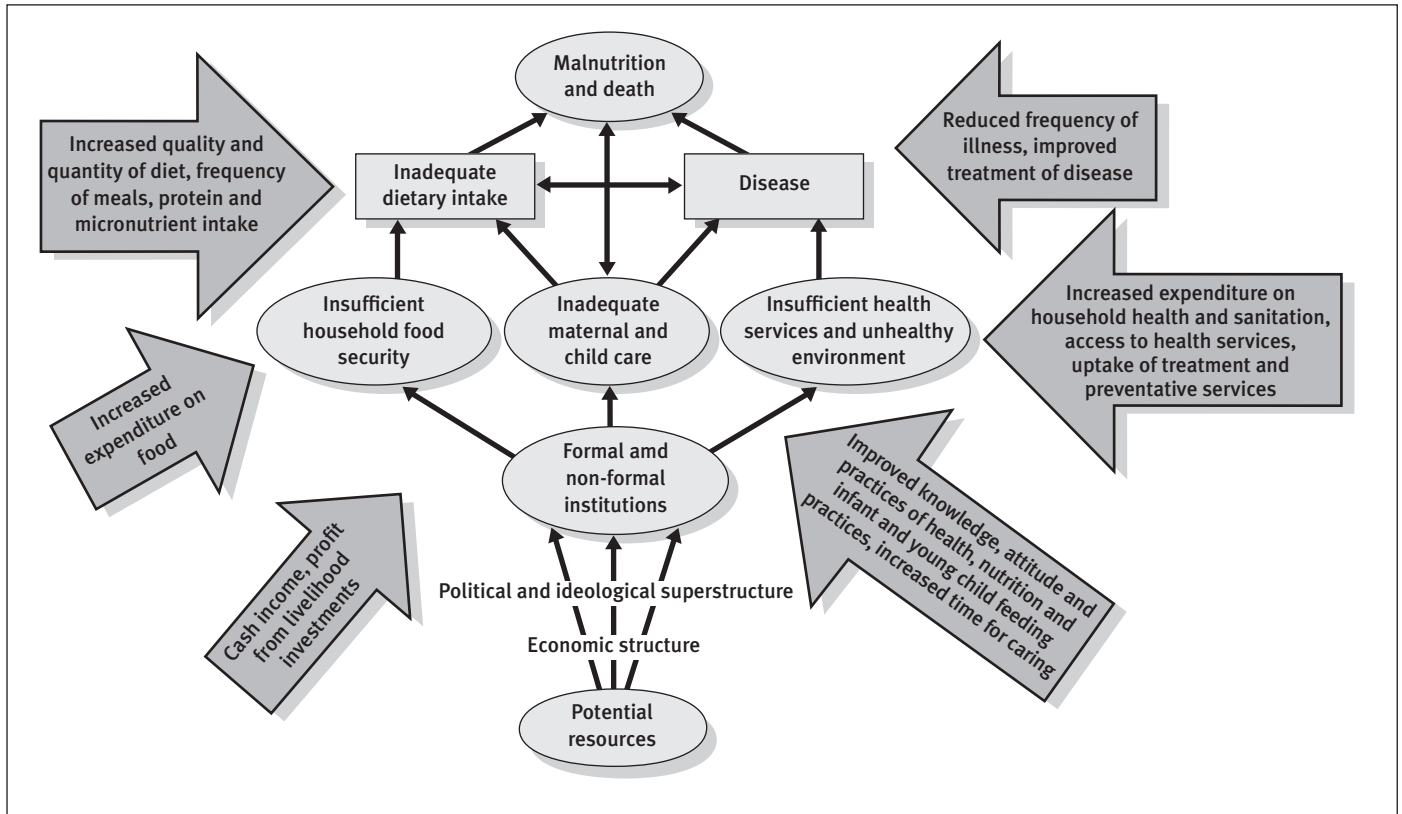 Malnutrition
and death
Increased quality and
quantity of diet, frequency
of meals, protein and
micronutrient intake
Reduced frequency of
illness, improved
treatment of disease
Inadequate
dietary intake
Disease
Insufficient
household food
security
Inadequate
maternal and
child care
Insufficient health
services and unhealthy
environment
Increased expenditure on
household health and sanitation,
access to health services,
uptake of treatment and
preventative services
Increased
expenditure on
food
Formal amd
non-formal
institutions
Improved knowledge, attitude and
practices of health, nutrition and
infant and young child feeding
practices, increased time for caring
Cash income, profit
from livelihood
investments
Political and ideological superstructure
Economic structure
Potential
resources